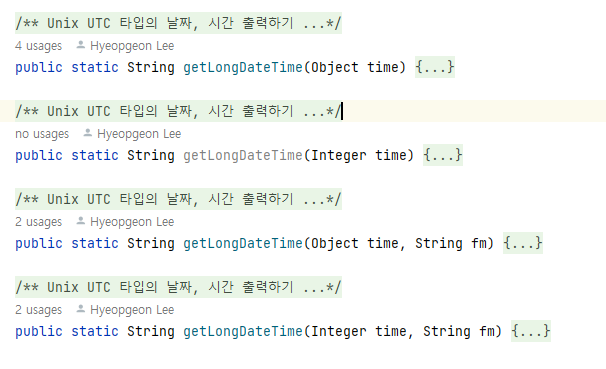 /** Unix UTC 타입의 날짜, 시간 출력하기 ...*/
4 usages Hyeopgeon Lee
public static String getLongDateTime(Object time) {...}
/** Unix UTC 타입의 날짜, 시간 출력하기 ...*/
no usages Hyeopgeon Lee
public static String getLongDateTime(Integer time) {...}
/** Unix UTC 타입의 날짜, 시간 출력하기 ...*/
2 usages Hyeopgeon Lee
public static String getLongDateTime(Object time, String fm) {...}
/** Unix UTC 타입의 날짜, 시간 출력하기 ...*/
2 usages Hyeopgeon Lee
public static String getLongDateTime(Integer time, String fm) {...}